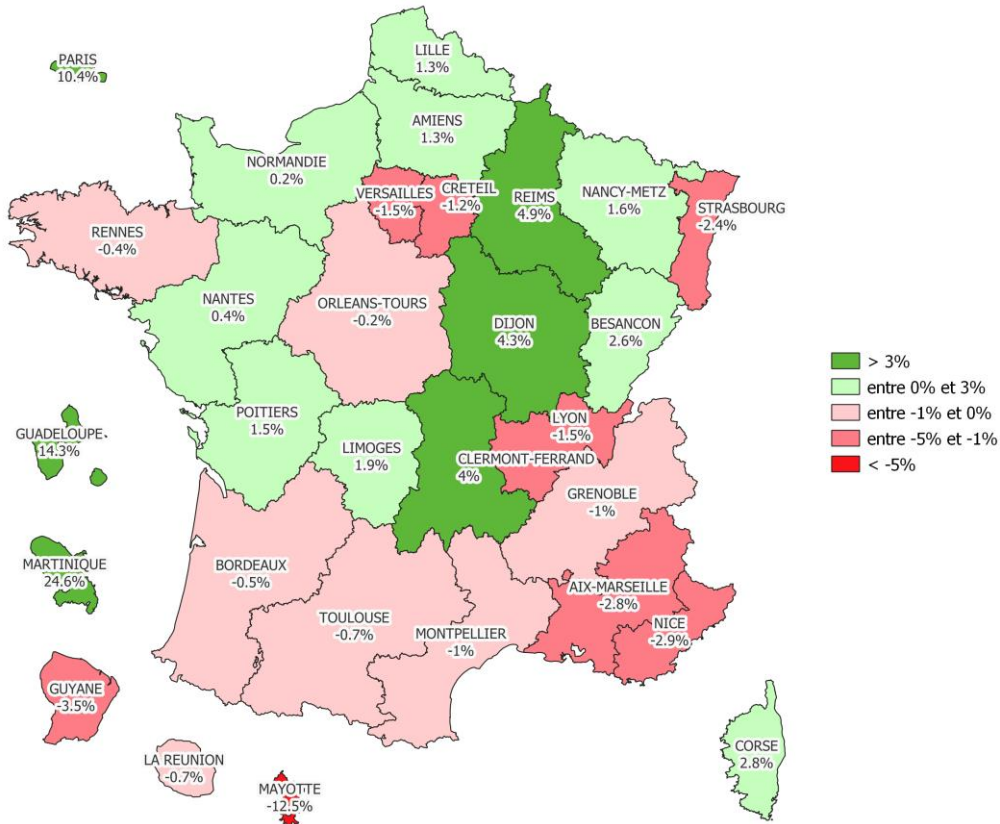 LILLE
1.3%
PARIS
10.4%
AMIENS
1.3%
NORMANDIE
0.2%
VERSAILLES
-1.5%
CRETEIL
-1.2%
REIMS
4.9%
NANCY-METZ
1.6%
STRASBOURG
-2.4%
RENNES
-0.4%
NANTES
0.4%
ORLEANS-TOURS
-0.2%
DIJON
4.3%
BESANCON
2.6%
> 3%
entre 0% et 3%
entre -1% et 0%
entre -5% et -1%
< -5%
POITIERS
1.5%
LIMOGES
1.9%
LYON
-1.5%
CLERMONT-FERRAND
4%
GUADELOUPE
14.3%
GRENOBLE
-1%
MARTINIQUE
24.6%
BORDEAUX
-0.5%
AIX-MARSEILLE
-2.8%
TOULOUSE
-0.7%
MONTPELLIER
-1%
NICE
-2.9%
GUYANE
-3.5%
LA REUNION
-0.7%
MAYOTTE
-12.5%
CORSE
2.8%